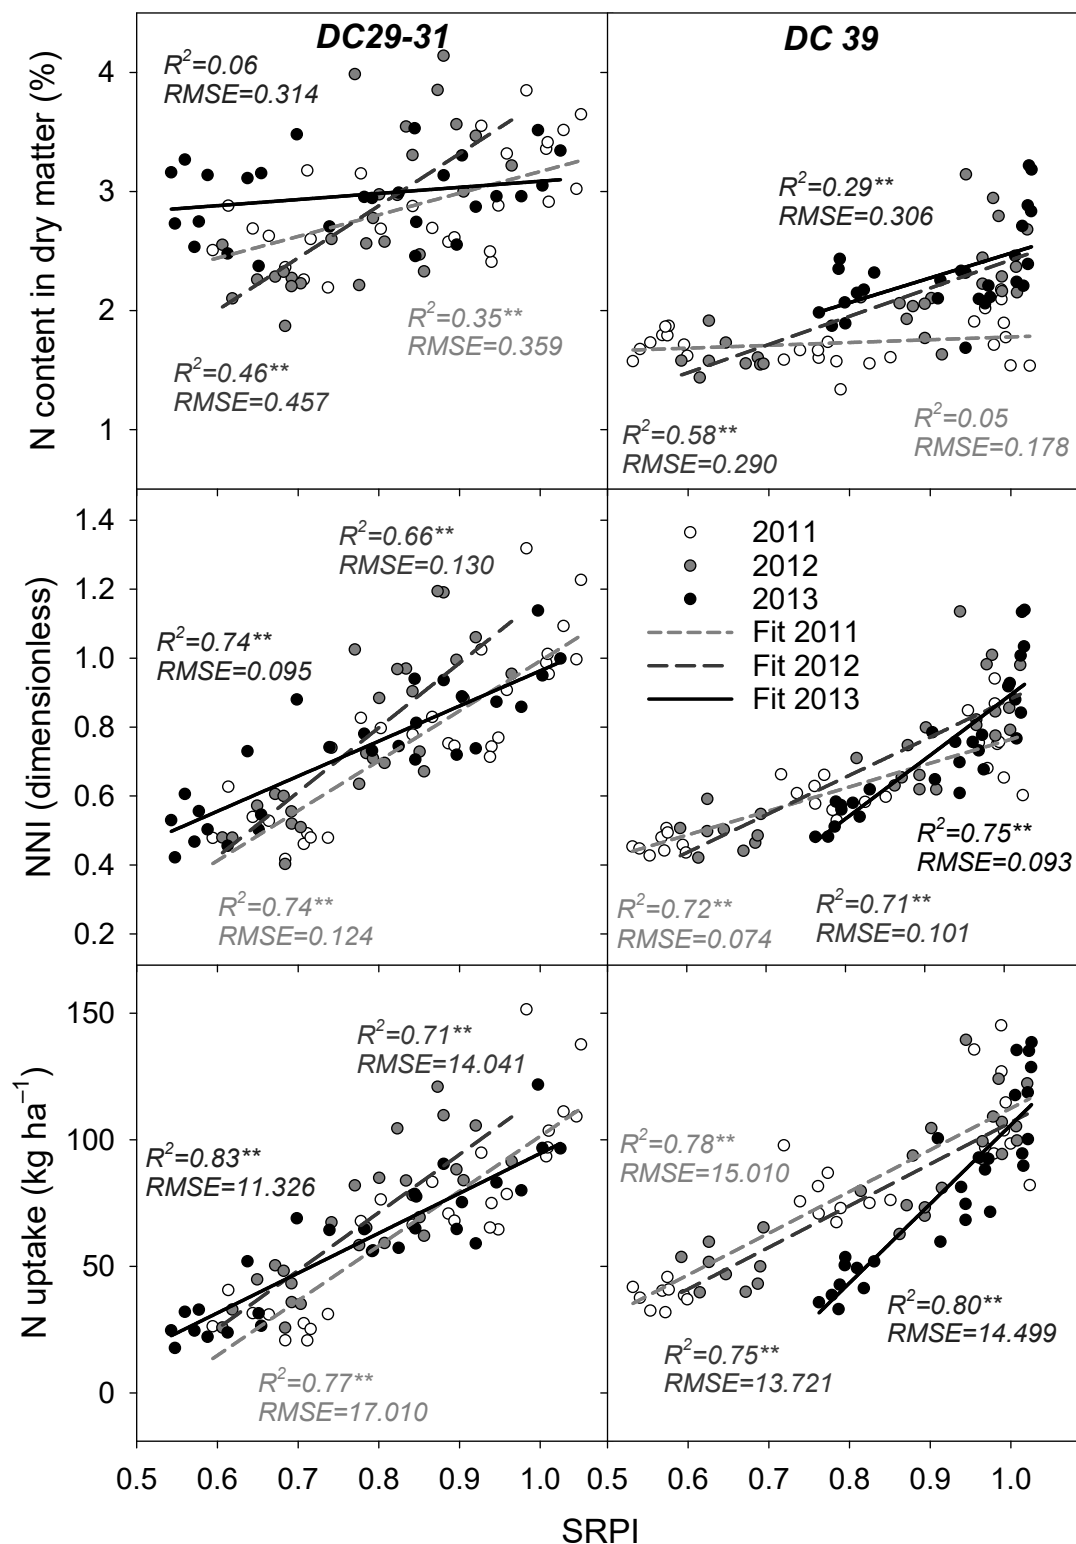 DC29-31
DC 39
N content in dry matter (%)
4
3
2
1
R²=0.06
RMSE=0.314
R²=0.35**
RMSE=0.359
R²=0.46**
RMSE=0.457
R²=0.29**
RMSE=0.306
R²=0.58**
RMSE=0.290
R²=0.05
RMSE=0.178
NNI (dimensionless)
1.4
1.2
1.0
0.8
0.6
0.4
0.2
R²=0.66**
RMSE=0.130
R²=0.74**
RMSE=0.095
R²=0.74**
RMSE=0.124
2011
2012
2013
Fit 2011
Fit 2012
Fit 2013
R²=0.75**
RMSE=0.093
R²=0.72**
RMSE=0.074
R²=0.71**
RMSE=0.101
N uptake (kg ha⁻¹)
150
100
50
0
R²=0.71**
RMSE=14.041
R²=0.83**
RMSE=11.326
R²=0.77**
RMSE=17.010
R²=0.78**
RMSE=15.010
R²=0.80**
RMSE=14.499
R²=0.75**
RMSE=13.721
0.5 0.6 0.7 0.8 0.9 1.0 0.5 0.6 0.7 0.8 0.9 1.0
SRPI